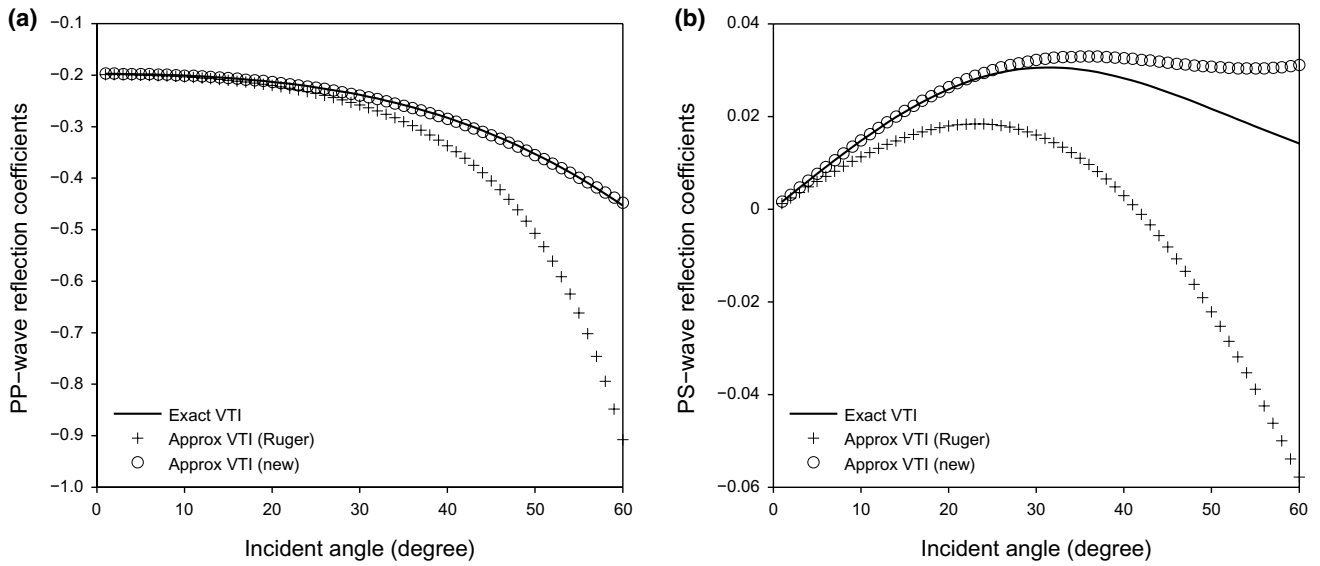 (a)
−0.1
−0.2
−0.3
−0.4
−0.5
−0.6
−0.7
−0.8
−0.9
−1.0
PP−wave reflection coefficients
Exact VTI
Approx VTI (Ruger)
Approx VTI (new)
0 10 20 30 40 50 60
Incident angle (degree)
(b)
0.04
0.02
0
−0.02
−0.04
−0.06
PS−wave reflection coefficients
Exact VTI
Approx VTI (Ruger)
Approx VTI (new)
0 10 20 30 40 50 60
Incident angle (degree)